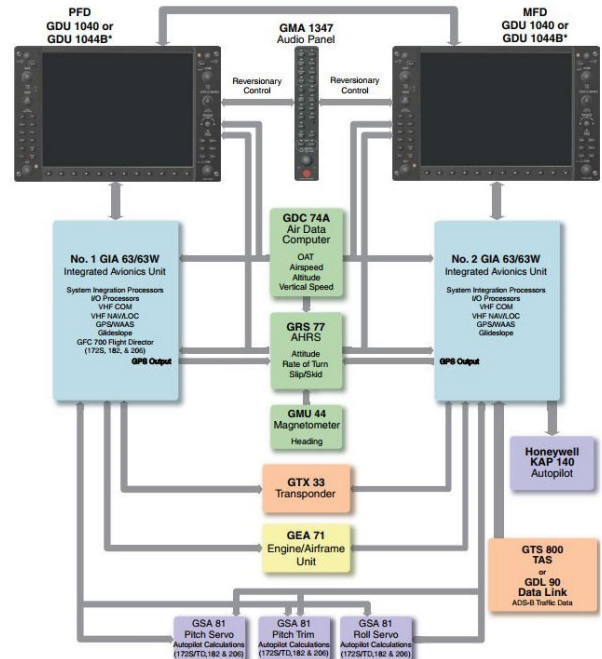 PFD
GDU 1040 or
GDU 1044B*
GMA 1347
Audio Panel
MFD
GDU 1040 or
GDU 1044B*
Reversionary
Control
Reversionary
Control
No. 1 GIA 63/63W
Integrated Avionics Unit
System Inegration Processors
I/O Processors
VHF COM
VHF NAV/LOC
GPS/WAAS
Glideslope
GFC 700 Flight Director
(172S, 182, & 206)
GPS Output
GDC 74A
Air Data
Computer
OAT
Airspeed
Altitude
Vertical Speed
GRS 77
AHRS
Attitude
Rate of Turn
Slip/Skid
GMU 44
Magnetometer
Heading
No. 2 GIA 63/63W
Integrated Avionics Unit
System Integration Processors
I/O Processors
VHF COM
VHF NAV/LOC
GPS/WAAS
Glideslope
GPS Output
Honeywell
KAP 140
Autopilot
GTX 33
Transponder
GEA 71
Engine/Airframe
Unit
GTS 800
TAS
or
GDL 90
Data Link
ADS-B Traffic Data
GSA 81
Pitch Servo
Autopilot Calculations
(172S/TD,182 & 206)
GSA 81
Pitch Trim
Autopilot Calculations
(172S/TD,182 & 206)
GSA 81
Roll Servo
Autopilot Calculations
(172S/TD,182 & 206)